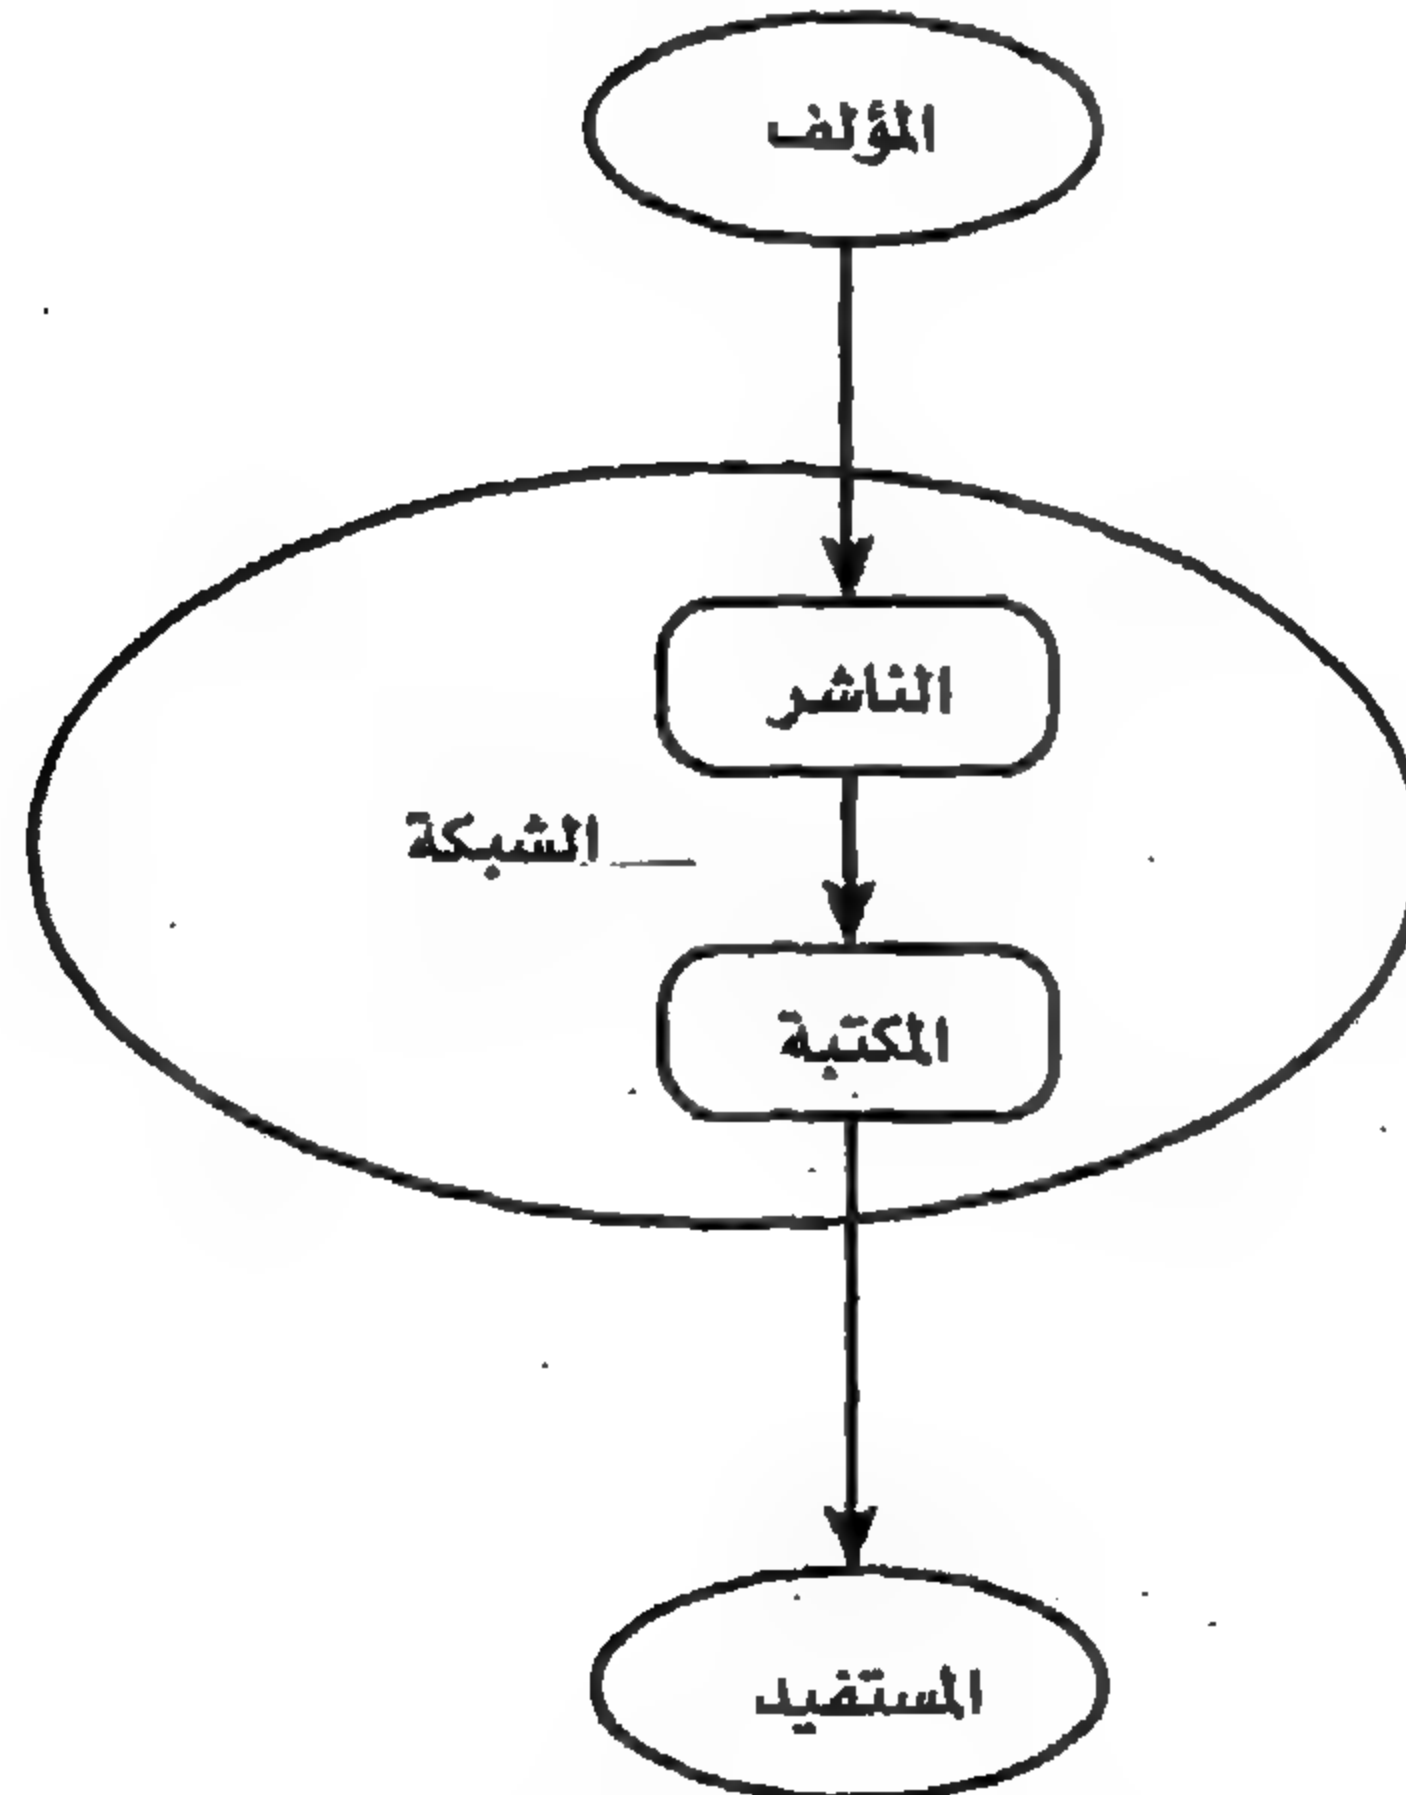 المؤلف
الناشر
الشبكة
المكتبة
المستفيد